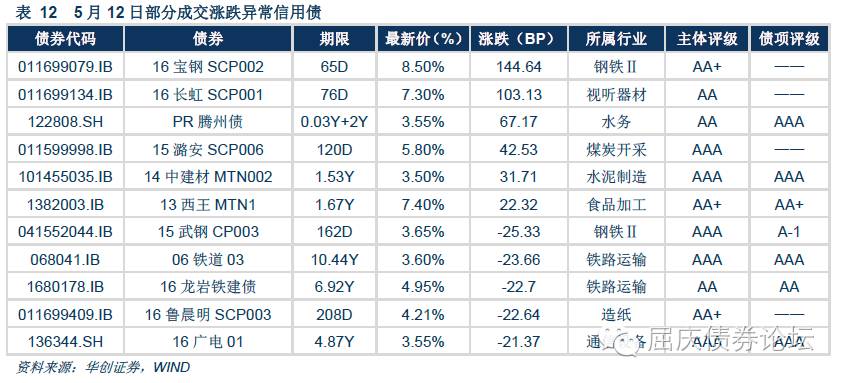 表 12 5 月 12 日部分成交涨跌异常信用债
债券代码 债券 期限 最新价(%) 涨跌（BP） 所属行业 主体评级 债项评级
011699079.IB 16 宝钢 SCP002 65D 8.50% 144.64 钢铁Ⅱ AA+ ——
011699134.IB 16 长虹 SCP001 76D 7.30% 103.13 视听器材 AA ——
122808.SH PR 腾州债 0.03Y+2Y 3.55% 67.17 水务 AA AAA
011599998.IB 15 潞安 SCP006 120D 5.80% 42.53 煤炭开采 AAA ——
101455035.IB 14 中建材 MTN002 1.53Y 3.50% 31.71 水泥制造 AAA AAA
1382003.IB 13 西王 MTN1 1.67Y 7.40% 22.32 食品加工 AA+ AA+
041552044.IB 15 武钢 CP003 162D 3.65% -25.33 钢铁Ⅱ AAA A-1
068041.IB 06 铁道 03 10.44Y 3.60% -23.66 铁路运输 AAA AAA
1680178.IB 16 龙岩铁建债 6.92Y 4.95% -22.7 铁路运输 AA AA
011699409.IB 16 鲁晨明 SCP003 208D 4.21% -22.64 造纸 AA+ ——
136344.SH 16 广电 01 4.87Y 3.55% -21.37 通 备 AAA AAA
屈庆债券论坛
资料来源：华创证券，WIND